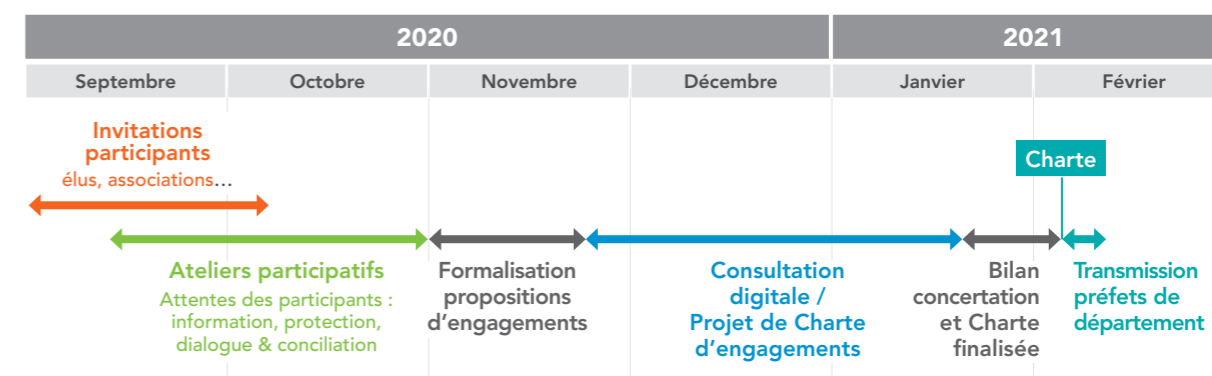 2020
2021
Septembre
Octobre
Novembre
Décembre
Janvier
Février
Invitations
participants
élus, associations…
Charte
Ateliers participatifs
Attentes des participants :
information, protection,
dialogue & conciliation
Formalisation
propositions
d'engagements
Consultation
digitale /
Projet de Charte
d'engagements
Bilan
concertation
et Charte
finalisée
Transmission
préfets de
département